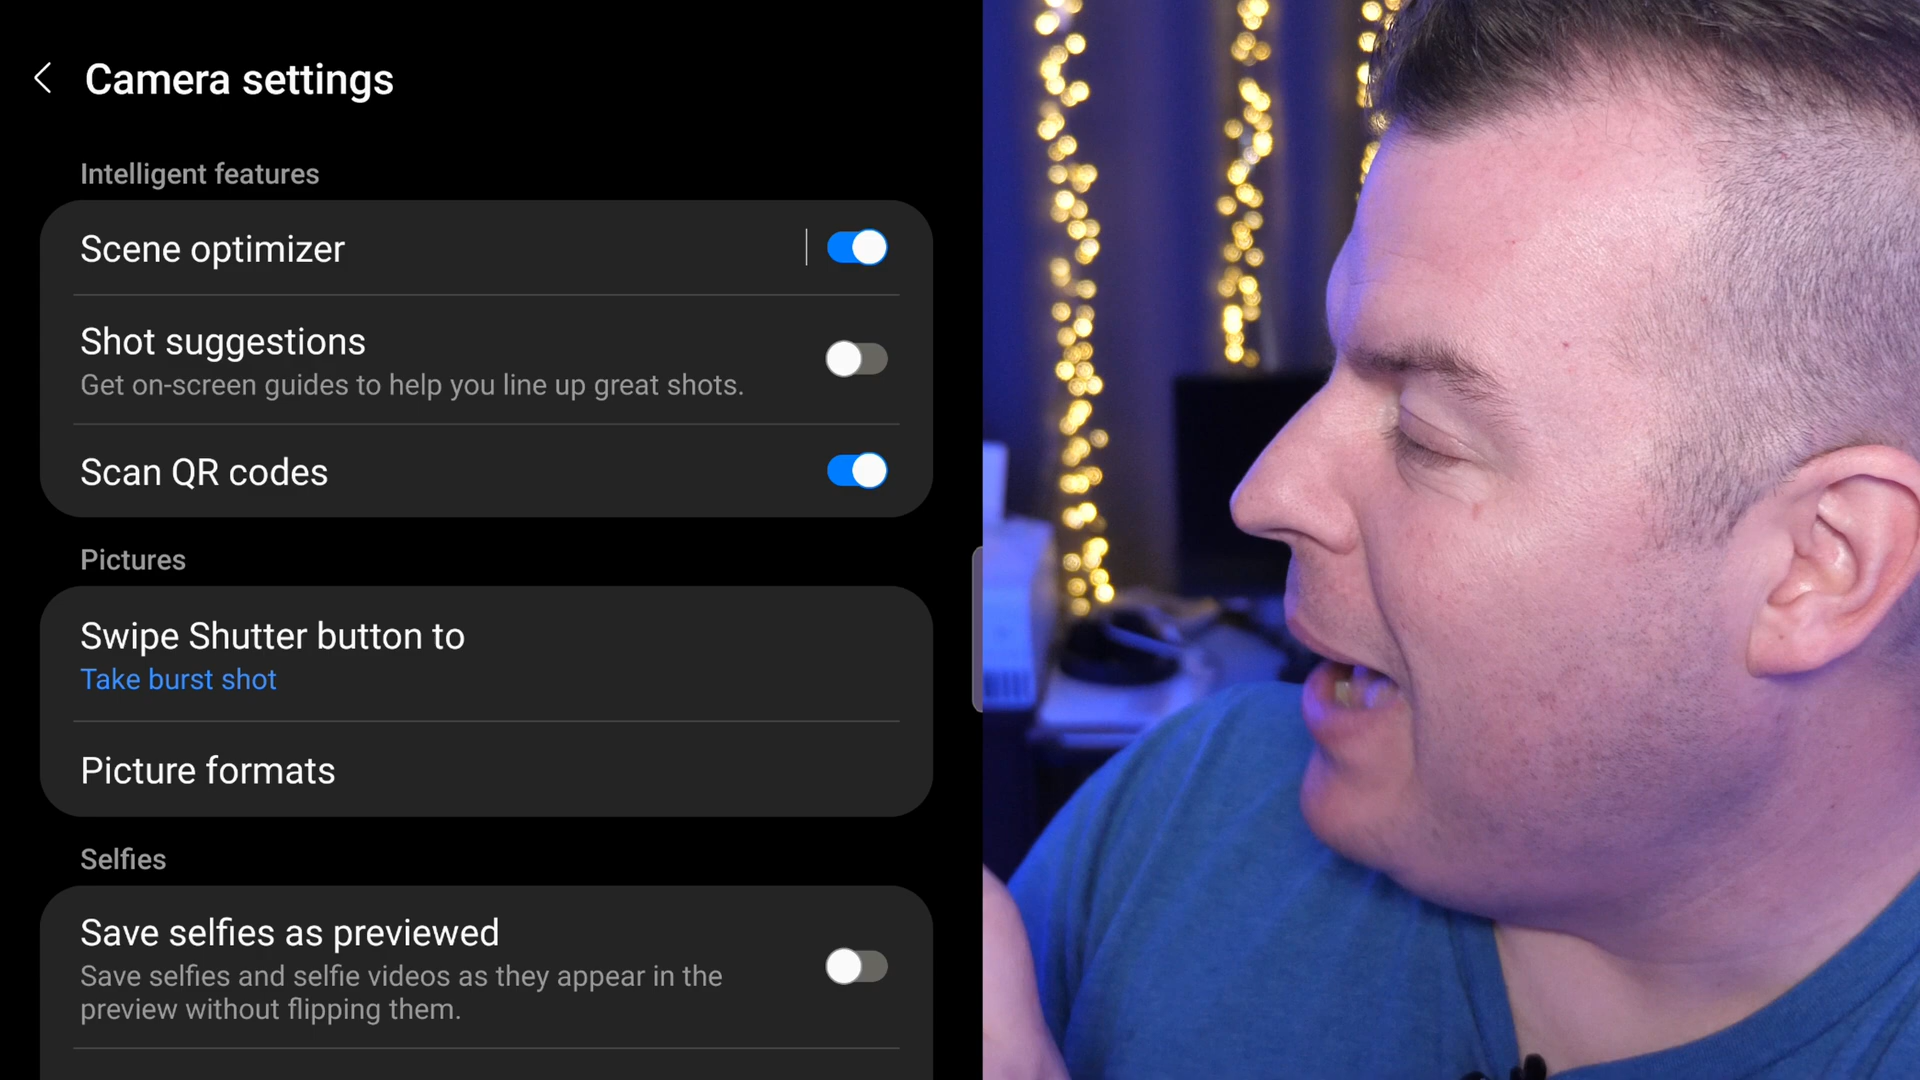 Camera settings
Intelligent features
Scene optimizer
Shot suggestions
Get on-screen guides to help you line up great shots.
Scan QR codes
Pictures
Swipe Shutter button to
Take burst shot
Picture formats
Selfies
Save selfies as previewed
Save selfies and selfie videos as they appear in the
preview without flipping them.